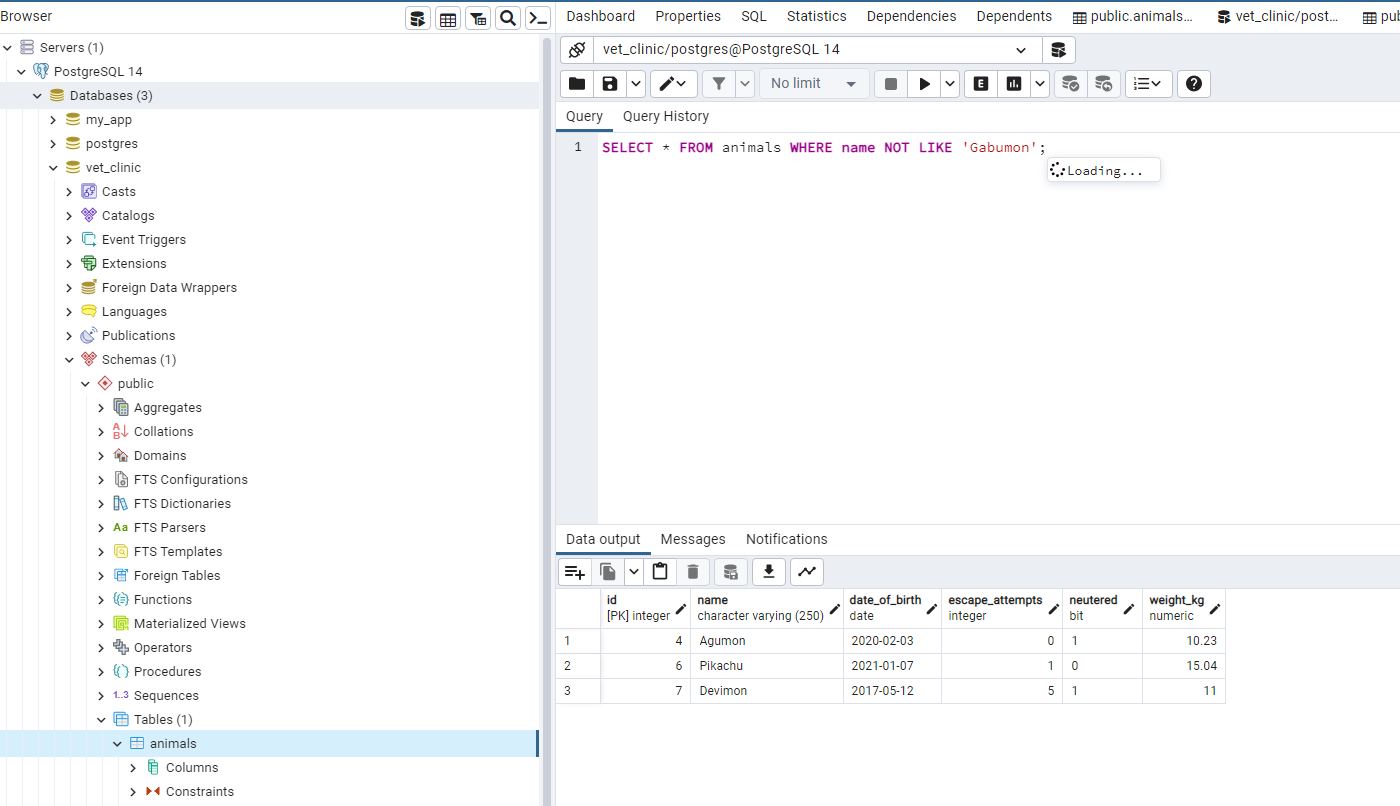 Browser
Servers (1)
PostgreSQL 14
Databases (3)
my_app
postgres
vet_clinic
Casts
Catalogs
Event Triggers
Extensions
Foreign Data Wrappers
Languages
Publications
Schemas (1)
public
Aggregates
Collations
Domains
FTS Configurations
FTS Dictionaries
Aa FTS Parsers
FTS Templates
Foreign Tables
Functions
Materialized Views
Operators
Procedures
1..3 Sequences
Tables (1)
animals
Columns
Constraints
Dashboard Properties SQL Statistics Dependencies Dependents public.animals... vet_clinic/post... pu
vet_clinic/postgres@PostgreSQL 14
No limit E
Query Query History
1 SELECT * FROM animals WHERE name NOT LIKE 'Gabumon';
Loading...
Data output Messages Notifications
id name date_of_birth escape_attempts neutered weight_kg
[PK] integer character varying (250) date integer bit numeric
1 4 Agumon 2020-02-03 0 1 10.23
2 6 Pikachu 2021-01-07 1 0 15.04
3 7 Devimon 2017-05-12 5 1 11